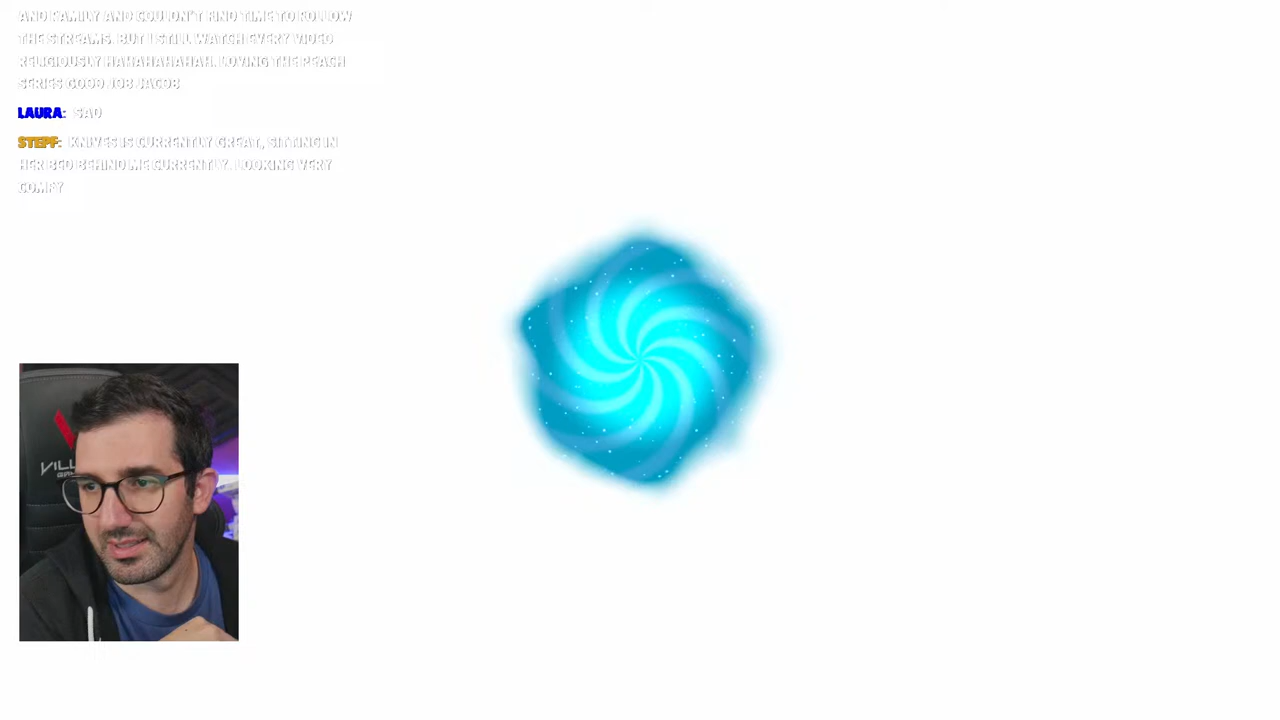 AND FAMILY AND COULDN'T FIND TIME TO FOLLOW
THE STREAMS. BUT I STILL WATCH EVERY VIDEO
RELIGIOUSLY HAHAHAHAHAH. LOVING THE PEACH
SERIES GOOD JOB JACOB
LAURA: SAD
STEPF: KNIVES IS CURRENTLY GREAT, SITTING IN
HER BED BEHIND ME CURRENTLY. LOOKING VERY
COMFY